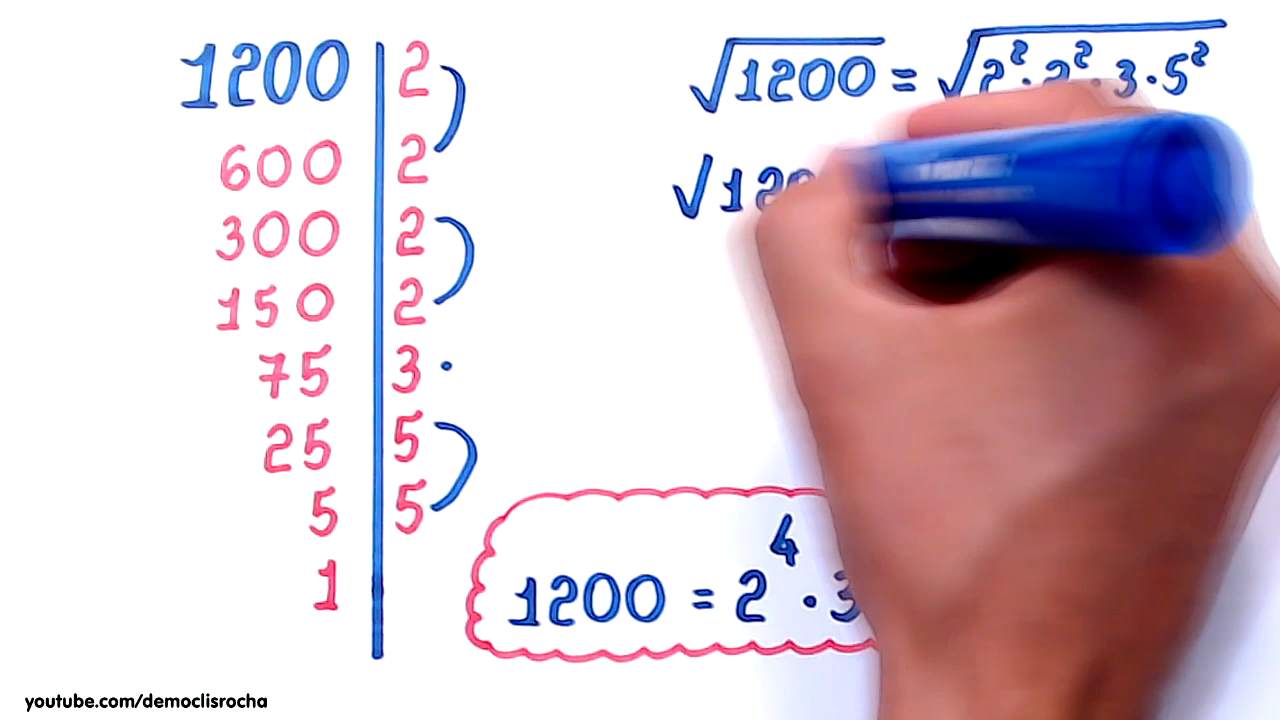 1200 | 2
600 | 2
300 | 2
150 | 2
75 | 3 .
25 | 5
5 | 5
1
√1200 = √2² · 2² · 3 · 5²
√120
1200 = 2⁴ · 3
youtube.com/democlisrocha